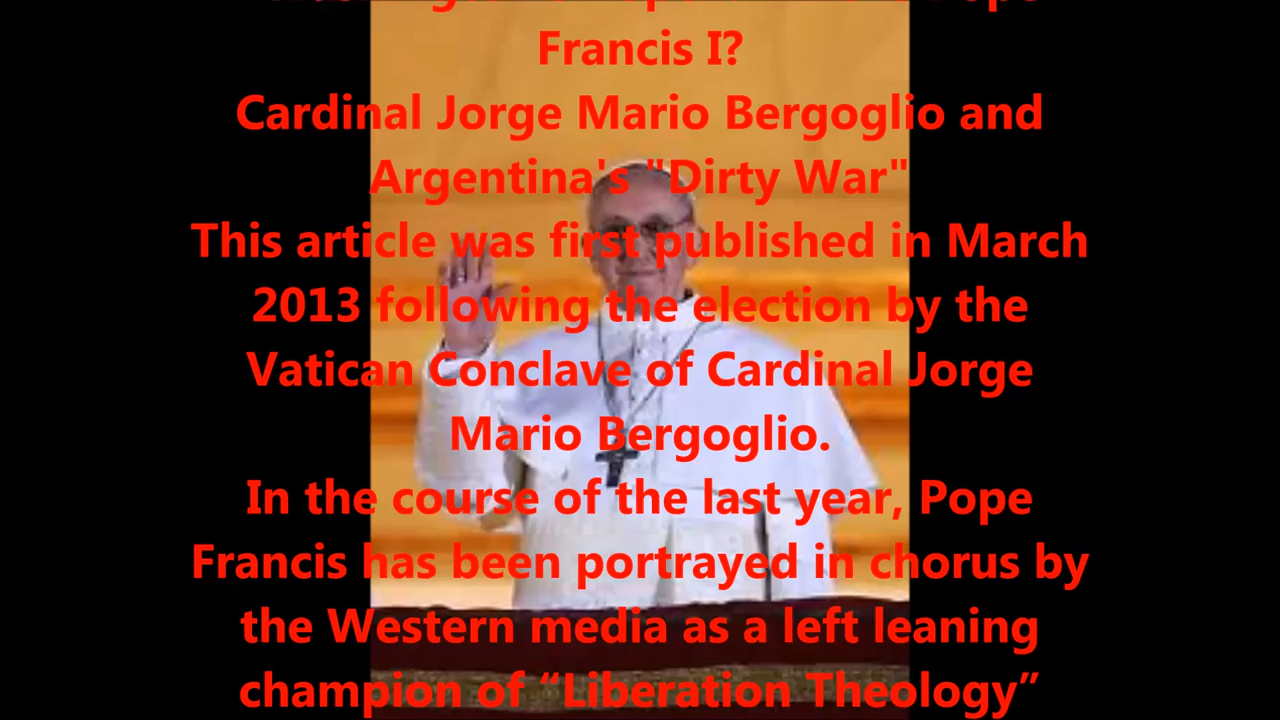 Francis I?
Cardinal Jorge Mario Bergoglio and
Argentina's "Dirty War"
This article was first published in March
2013 following the election by the
Vatican Conclave of Cardinal Jorge
Mario Bergoglio.
In the course of the last year, Pope
Francis has been portrayed in chorus by
the Western media as a left leaning
champion of “Liberation Theology”